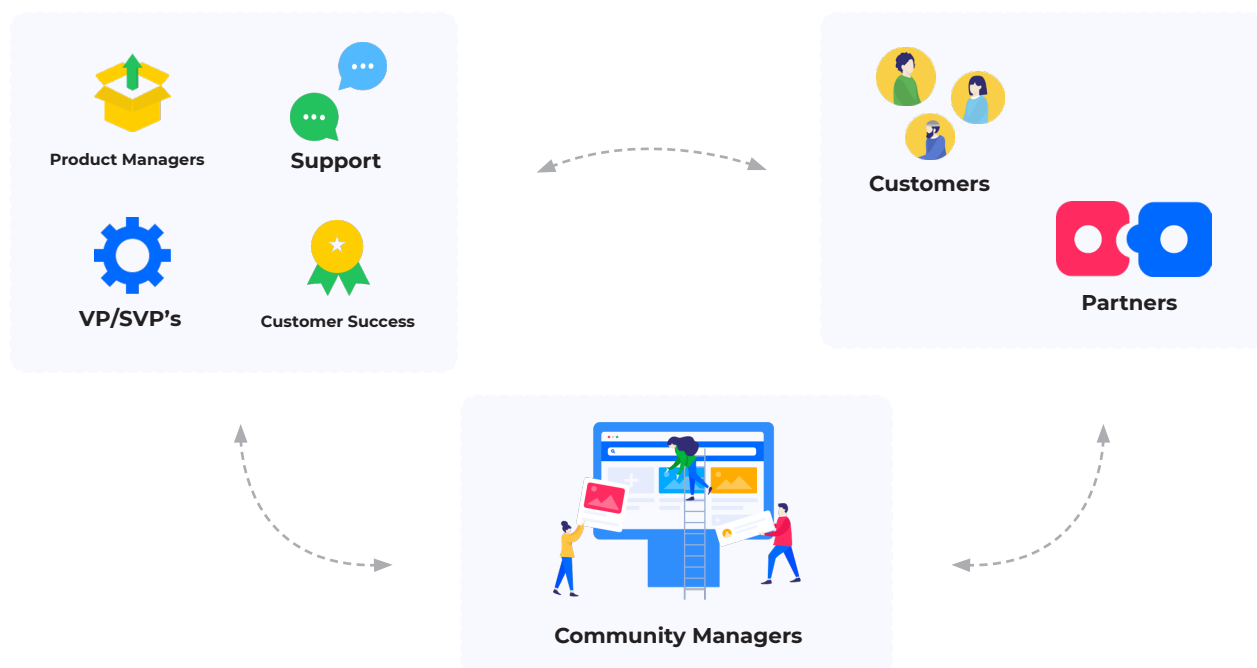 Product Managers
Support
VP/SVP’s
Customer Success
Customers
Partners
Community Managers